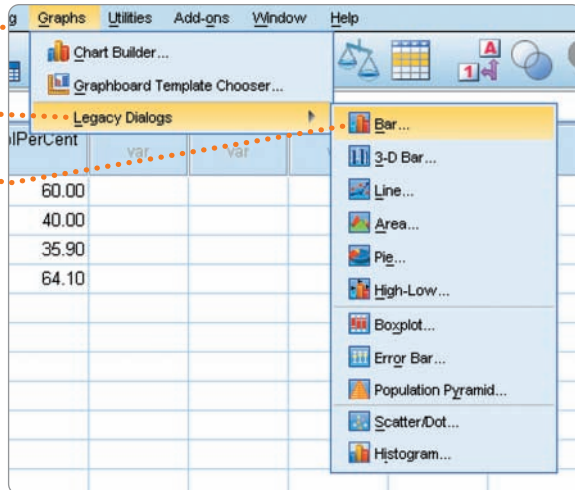 g Graphs Utilities Add-ons Window Help
Chart Builder...
Graphboard Template Chooser...
Legacy Dialogs
A
1 4
lPerCent var var v
Bar...
3-D Bar...
Line...
Area...
Pie...
High-Low...
Boxplot...
Error Bar...
Population Pyramid...
Scatter/Dot...
Histogram...
60.00
40.00
35.90
64.10